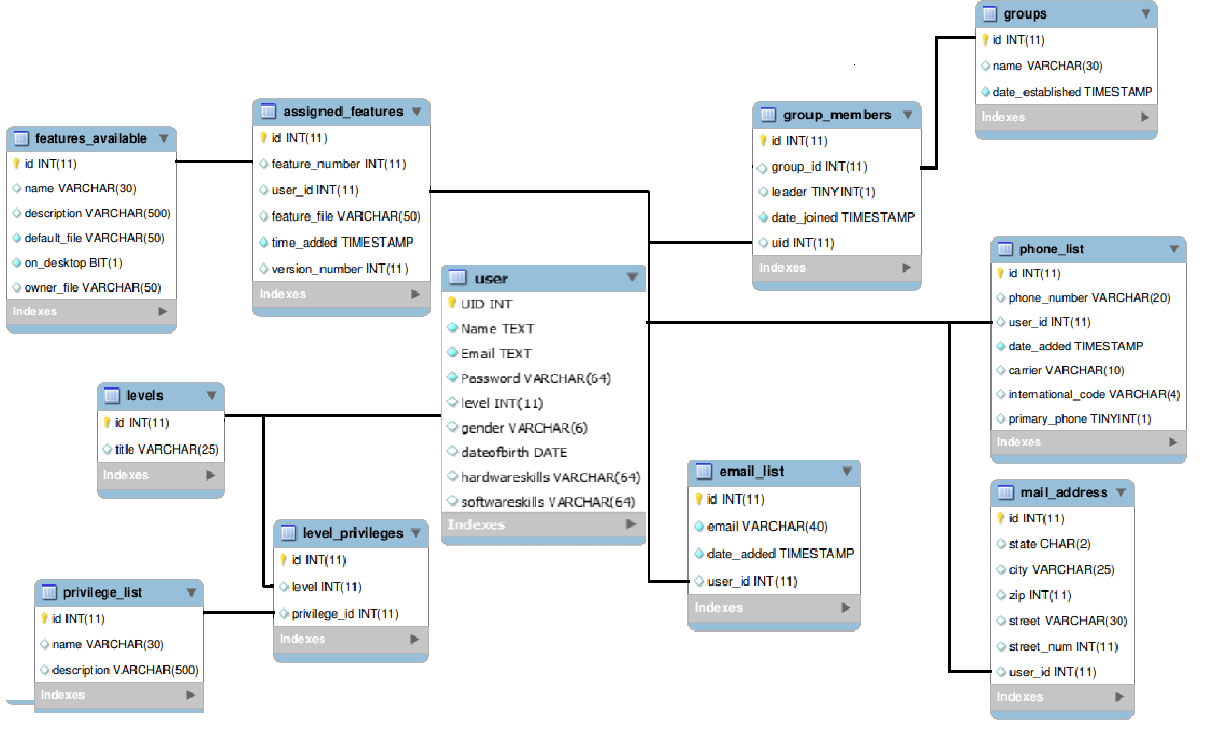 groups
id INT(11)
name VARCHAR(30)
date_established TIMESTAMP
Indexes
assigned_features
id INT(11)
feature_number INT(11)
user_id INT(11)
feature_file VARCHAR(50)
time_added TIMESTAMP
version_number INT(11)
Indexes
group_members
id INT(11)
group_id INT(11)
leader TINYINT(1)
date_joined TIMESTAMP
uid INT(11)
Indexes
features_available
id INT(11)
name VARCHAR(30)
description VARCHAR(500)
default_file VARCHAR(50)
on_desktop BIT(1)
owner_file VARCHAR(50)
Indexes
phone_list
id INT(11)
phone_number VARCHAR(20)
user_id INT(11)
date_added TIMESTAMP
carrier VARCHAR(10)
international_code VARCHAR(4)
primary_phone TINYINT(1)
Indexes
user
UID INT
Name TEXT
Email TEXT
Password VARCHAR(64)
level INT(11)
gender VARCHAR(6)
dateofbirth DATE
hardwareskills VARCHAR(64)
softwareskills VARCHAR(64)
Indexes
levels
id INT(11)
title VARCHAR(25)
Indexes
email_list
id INT(11)
email VARCHAR(40)
date_added TIMESTAMP
user_id INT(11)
Indexes
mail_address
id INT(11)
state CHAR(2)
city VARCHAR(25)
zip INT(11)
street VARCHAR(30)
street_num INT(11)
user_id INT(11)
Indexes
level_privileges
id INT(11)
level INT(11)
privilege_id INT(11)
Indexes
privilege_list
id INT(11)
name VARCHAR(30)
description VARCHAR(500)
Indexes